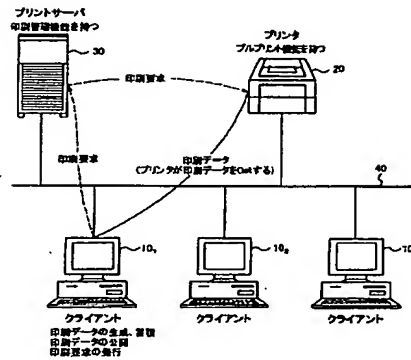 プリントサーバ
印刷管理機能を持つ
30
プリンタ
プルプリント機能を持つ
20
印刷要求
印刷要求
印刷データ
(プリンタが印刷データをGetする)
40
10₁
10₂
クライアント
クライアント
クライアント
印刷データの生成、蓄積
印刷データの公開
印刷要求の発行